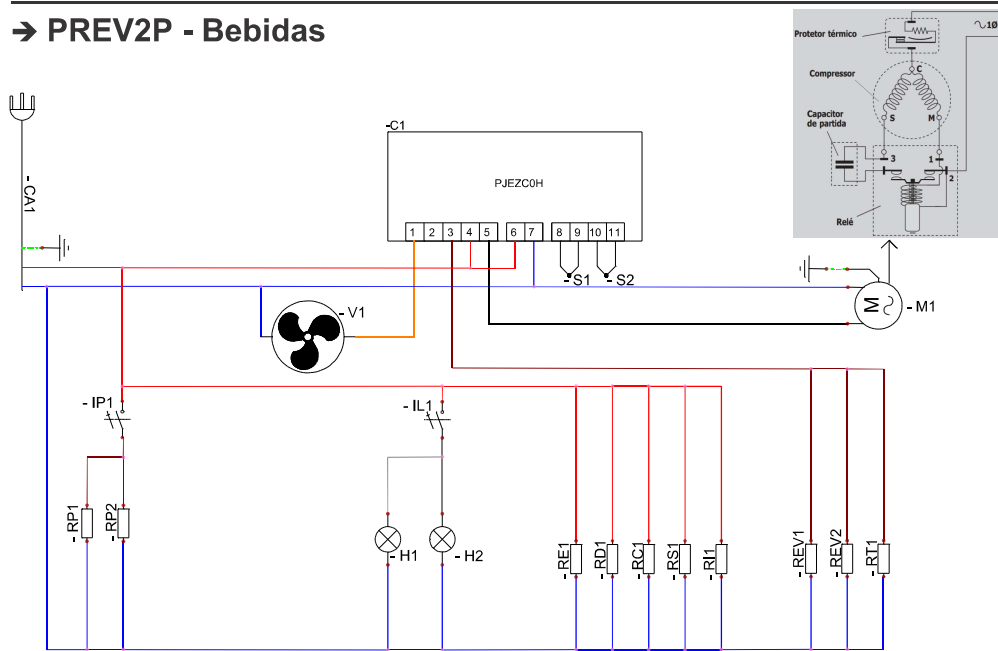 → PREV2P - Bebidas
∿1Ø
Protetor térmico
C
Compressor
S
M
Capacitor
de partida
3
1
2
Relé
- CA1
-C1
PJEZC0H
1 2 3 4 5 6 7 8 9 10 11
- S1
- S2
- V1
M
- M1
- IP1
- IL1
- RP1
- RP2
- H1
- H2
- RE1
- RD1
- RC1
- RS1
- RI1
- REV1
- REV2
- RT1